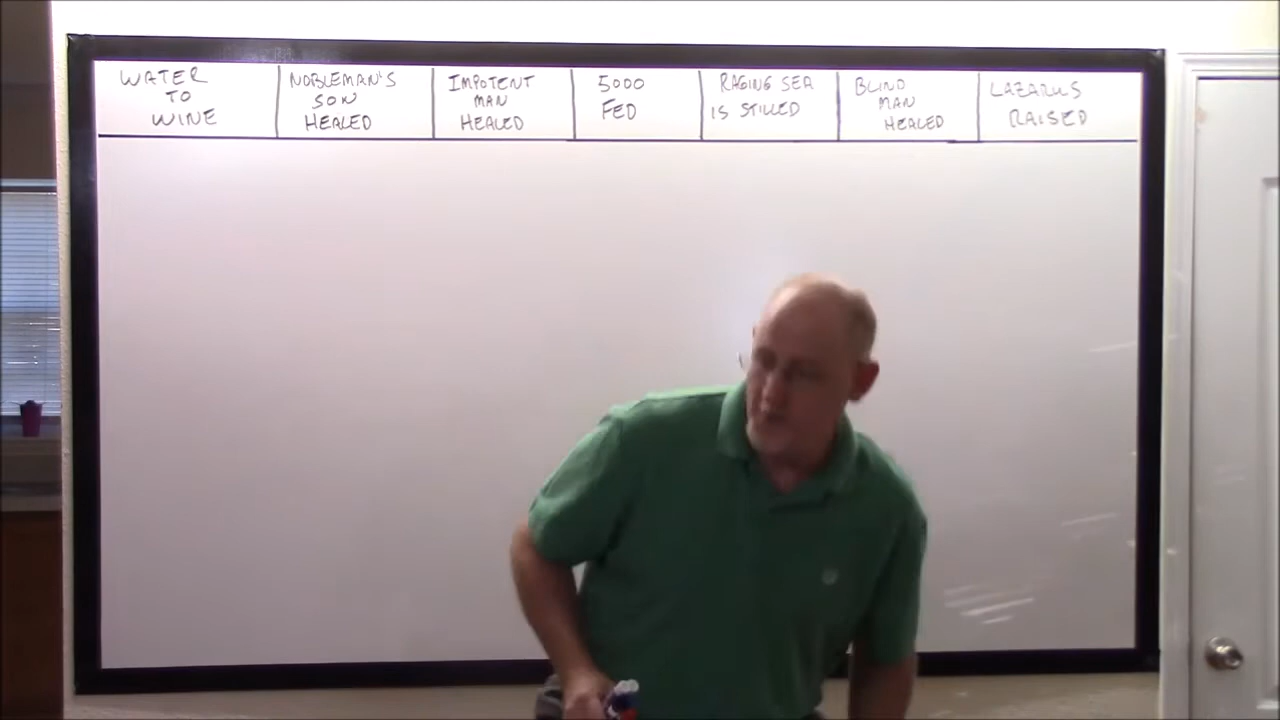 WATER
TO
WINE
NOBLEMAN'S
SON
HEALED
IMPOTENT
MAN
HEALED
5000
FED
RAGING SEA
IS STILLED
BLIND
MAN
HEALED
LAZARUS
RAISED